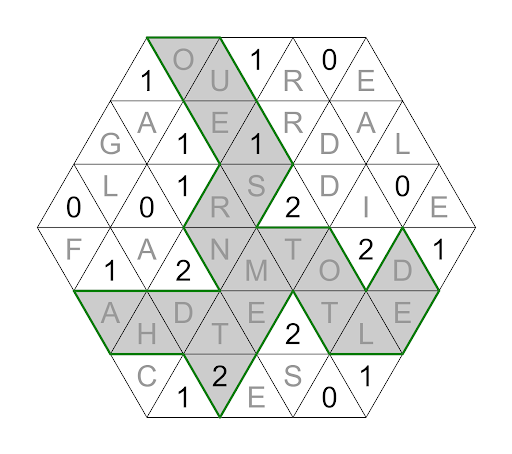 1 O U 1 R 0 E
G A 1 E 1 R D A L
0 L 0 1 R S 2 D I 0 E
F 1 A 2 N M T O 2 D 1
A H D T E 2 T L E
C 1 2 E S 0 1